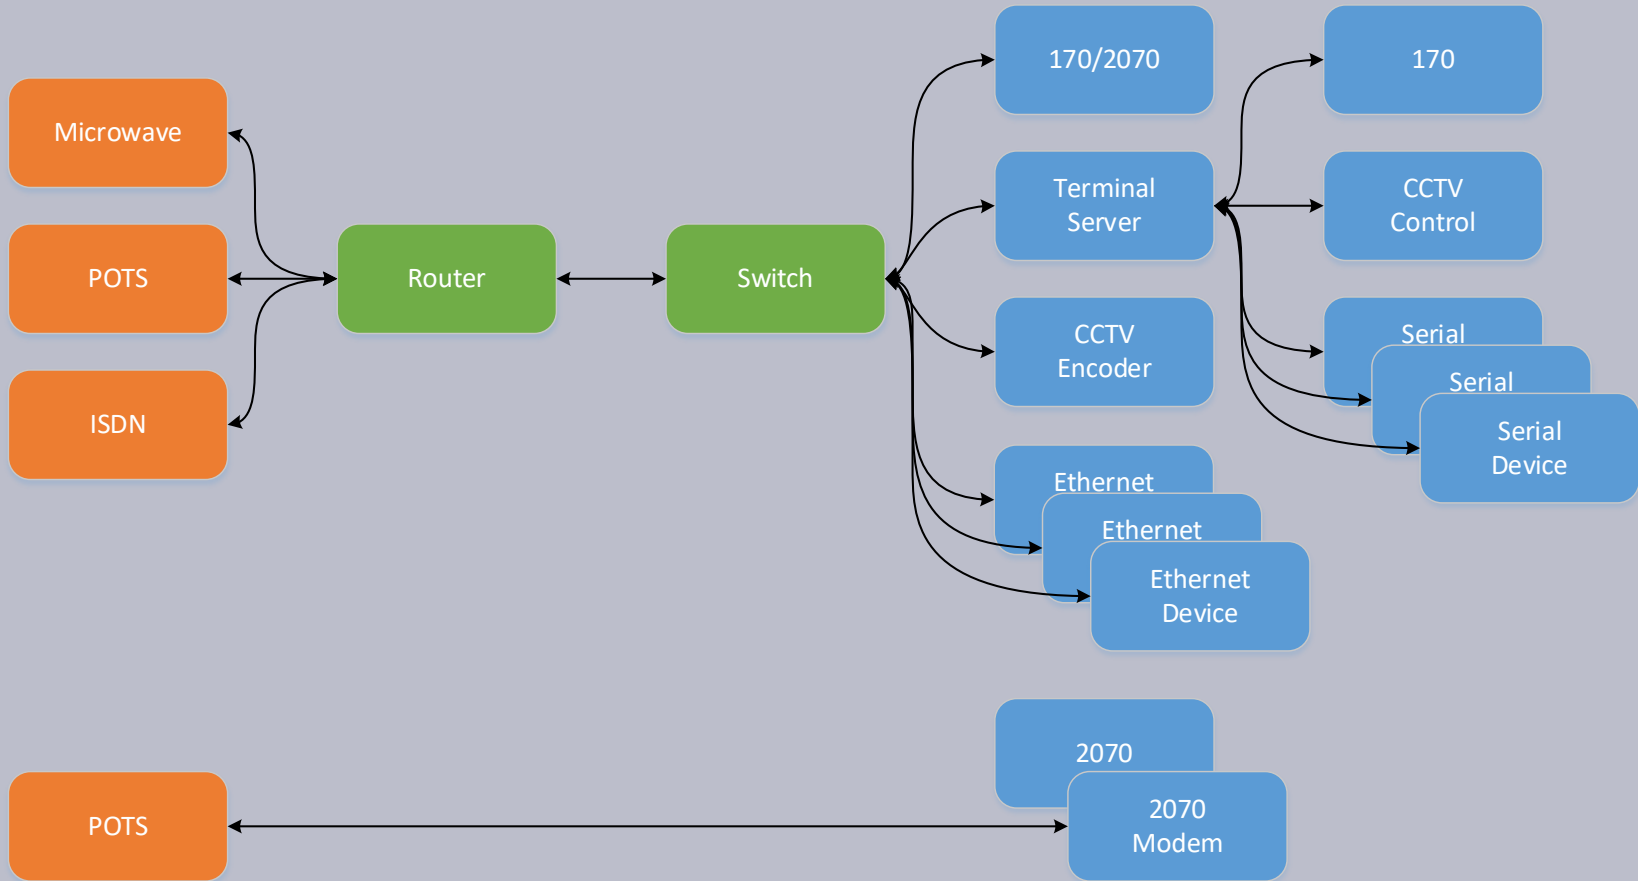 Microwave
POTS
ISDN
Router
Switch
170/2070
Terminal
Server
CCTV
Encoder
Ethernet
Ethernet
Ethernet
Device
170
CCTV
Control
Serial
Serial
Serial
Device
POTS
2070
2070
Modem